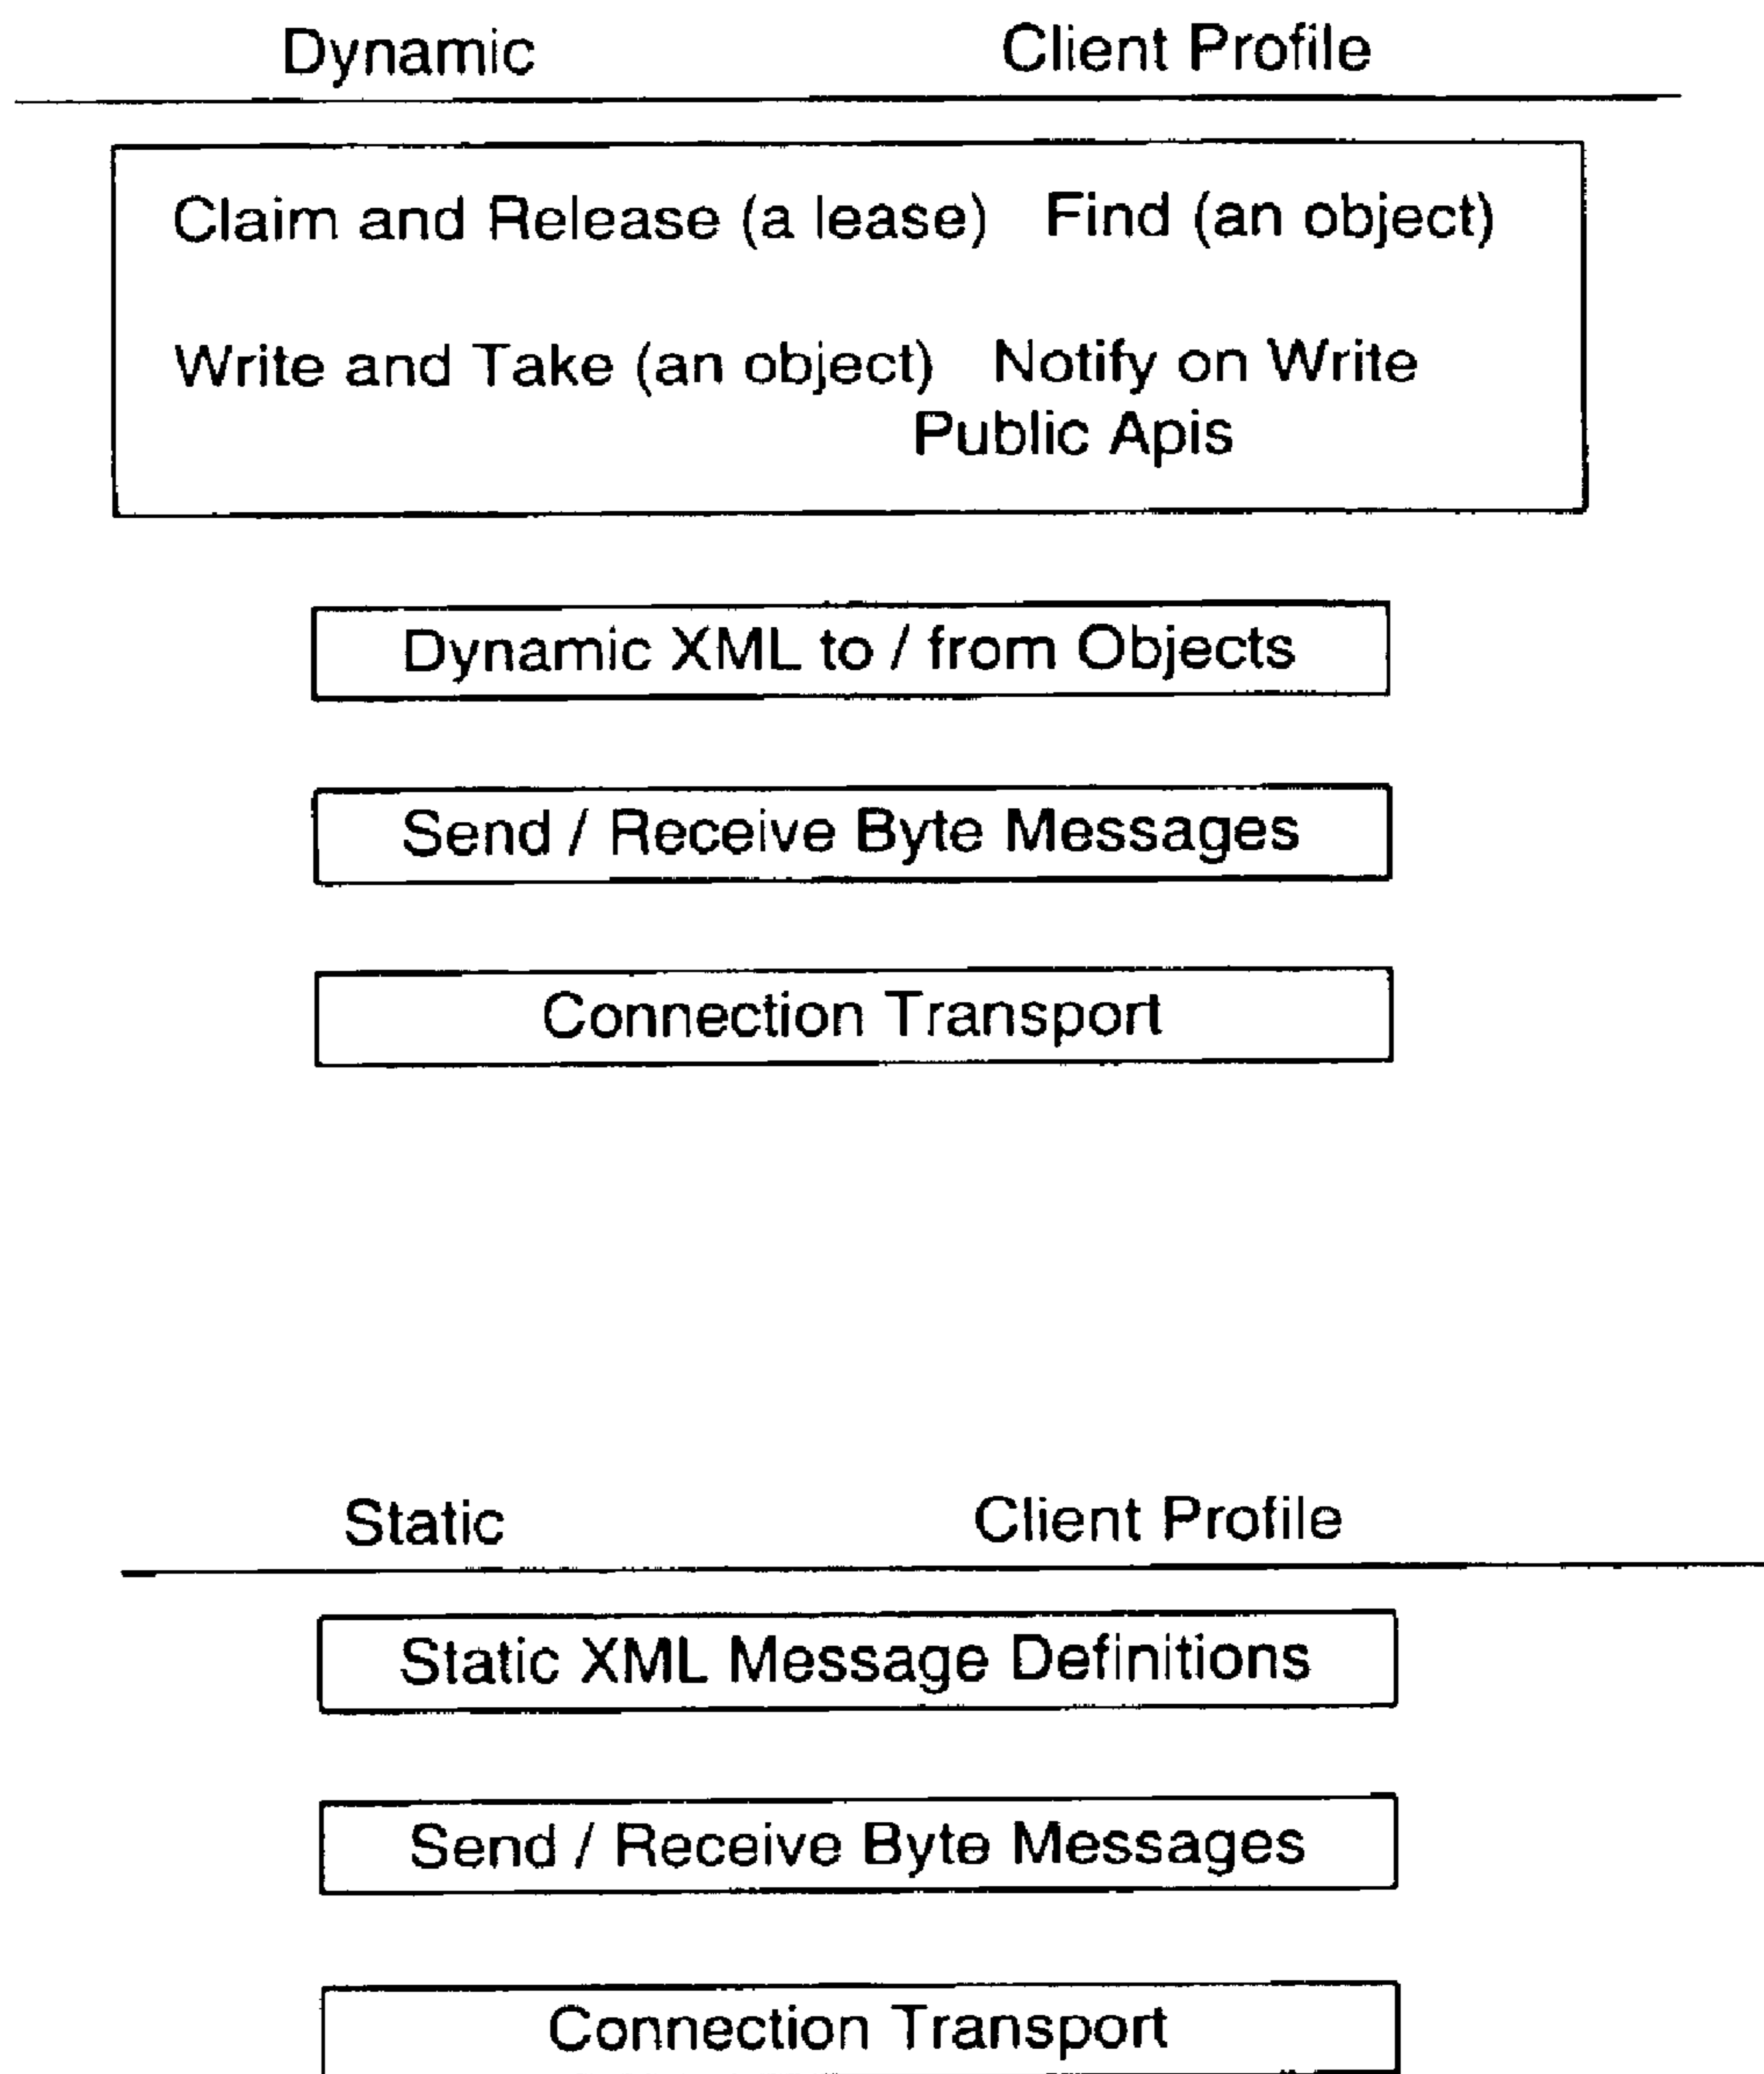 Dynamic Client Profile
Claim and Release (a lease) Find (an object)
Write and Take (an object) Notify on Write
Public Apis
Dynamic XML to / from Objects
Send / Receive Byte Messages
Connection Transport
Static Client Profile
Static XML Message Definitions
Send / Receive Byte Messages
Connection Transport